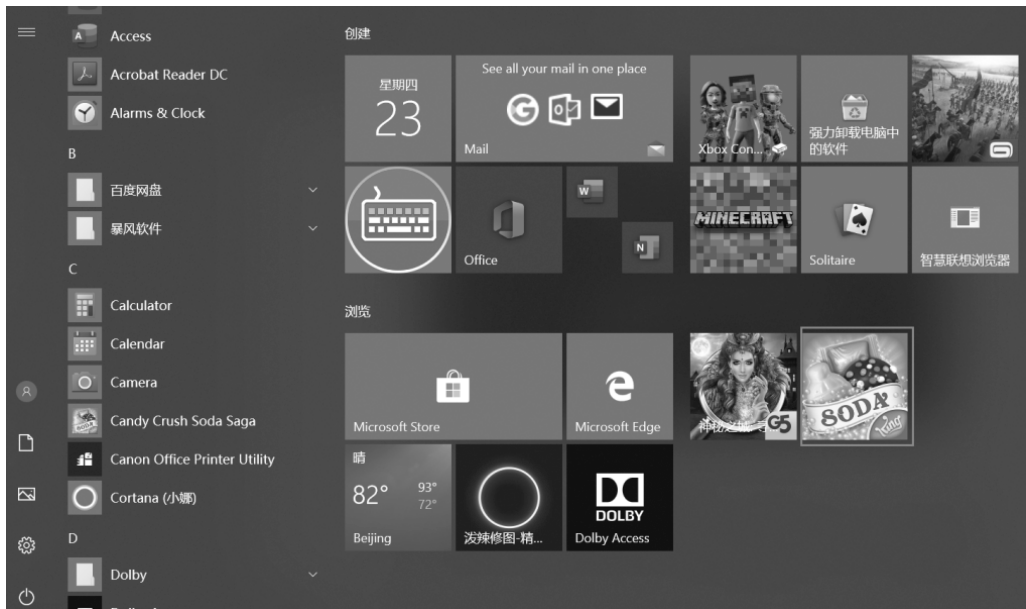 Access
Acrobat Reader DC
Alarms & Clock
B
百度网盘
暴风软件
C
Calculator
Calendar
Camera
Candy Crush Soda Saga
Canon Office Printer Utility
Cortana (小娜)
D
Dolby
创建
星期四
23
See all your mail in one place
Mail
Xbox Con...
强力卸载电脑中
的软件
Office
MINECRAFT
Solitaire
智慧联想浏览器
浏览
Microsoft Store
Microsoft Edge
G5
SODA
King
晴
82°
93°
72°
Beijing
泼辣修图-精...
DOLBY
Dolby Access